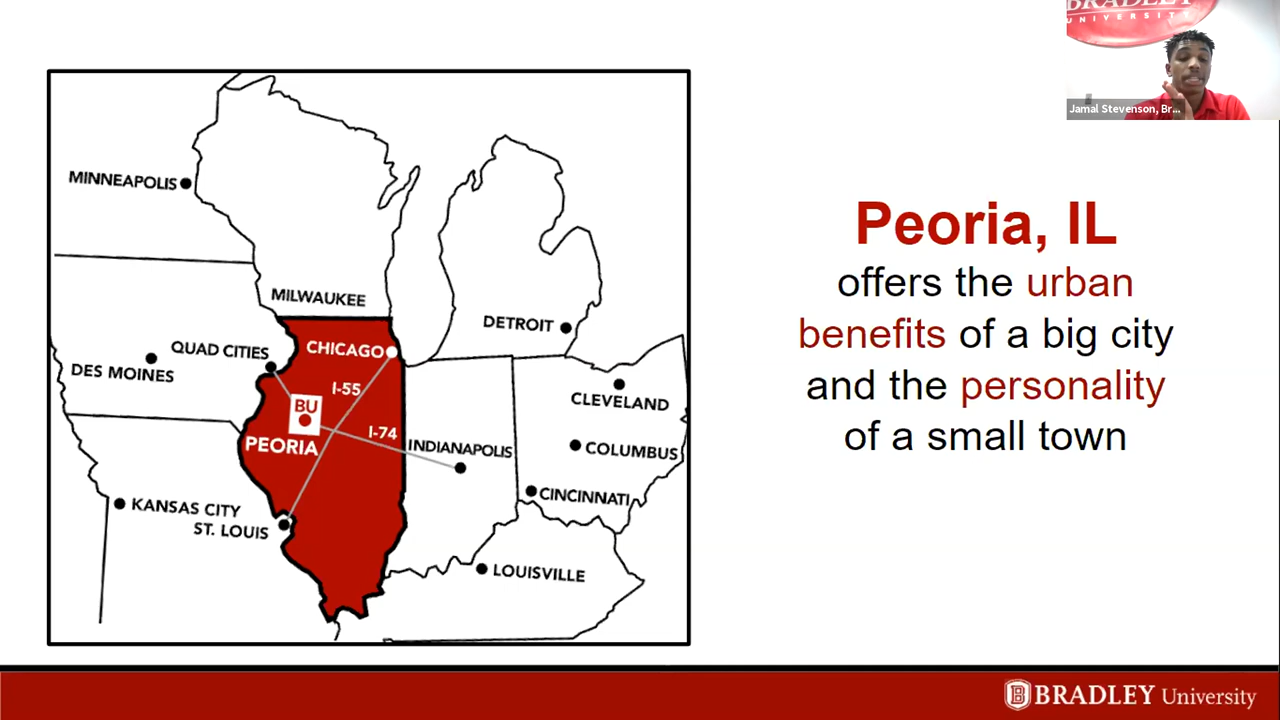 BRADLEY
UNIVERSITY
Jamal Stevenson, Br...
MINNEAPOLIS
MILWAUKEE
DETROIT
QUAD CITIES
CHICAGO
DES MOINES
I-55
CLEVELAND
BU
I-74
PEORIA
INDIANAPOLIS
COLUMBUS
CINCINNATI
KANSAS CITY
ST. LOUIS
LOUISVILLE
Peoria, IL
offers the urban
benefits of a big city
and the personality
of a small town
BRADLEY University